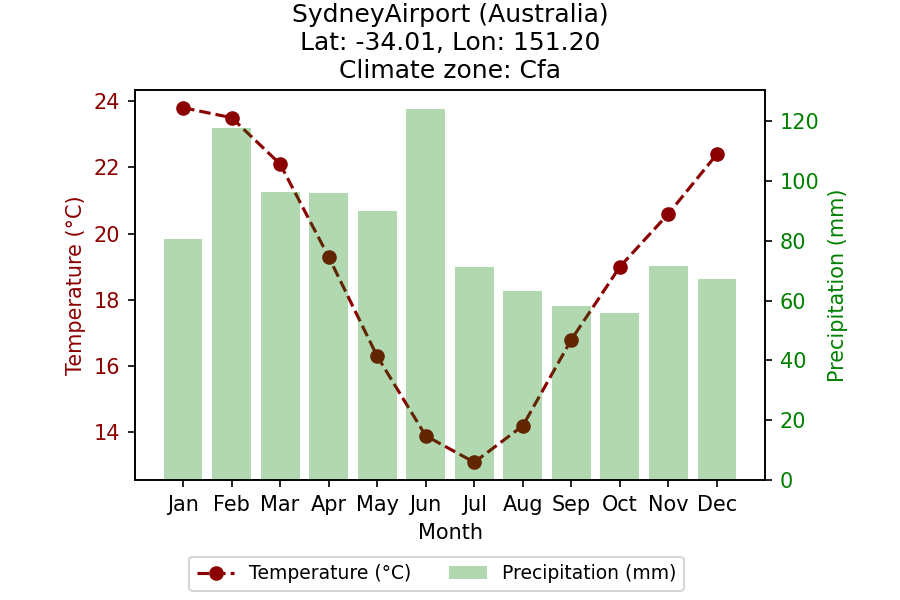 SydneyAirport (Australia)
Lat: -34.01, Lon: 151.20
Climate zone: Cfa
Temperature (°C)
24
22
20
18
16
14
120
100
80
60
40
20
0
Precipitation (mm)
Jan Feb Mar Apr May Jun Jul Aug Sep Oct Nov Dec
Month
Temperature (°C) Precipitation (mm)